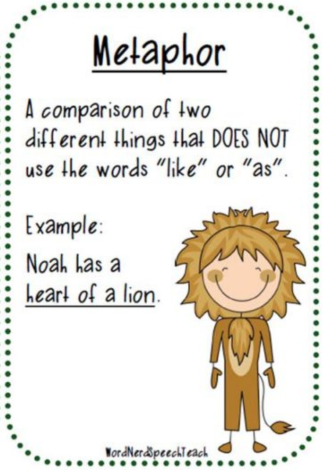 Metaphor
A comparison of two
different things that DOES NOT
use the words "like" or "as".
Example:
Noah has a
heart of a lion.
WordNerdSpeechTeach